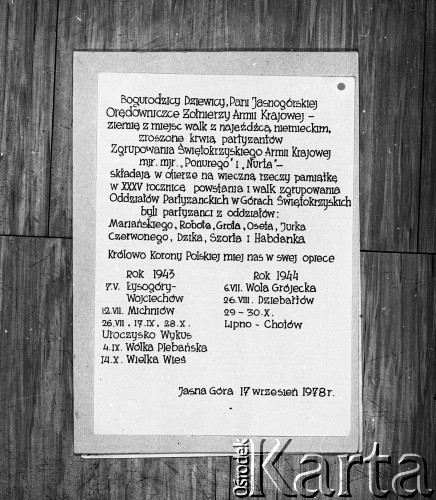 Bogurodzicy Dziewicy, Pani Jasnogórskiej
Orędowniczce Żołnierzy Armii Krajowej –
ziemię z miejsc walk z najeźdźcą niemieckim,
zroszone krwią partyzantów
Zgrupowania Świętokrzyskiego Armii Krajowej
mjr. mjr. „Ponurego" i „Nurta" –
składają w ofierze na wieczną rzeczy pamiątkę
w XXXV rocznicę powstania i walk zgrupowania
Oddziałów Partyzanckich w Górach Świętokrzyskich
byli partyzanci z oddziałów:
Mariańskiego, Robota, Grota, Oseta, Jurka
Czerwonego, Dzika, Szorta i Habdanka
Królowo Korony Polskiej miej nas w swej opiece
Rok 1943
7.V. Łysogóry–
Wojciechów
12.VII. Michniów
26.VII, 17.IX, 28.X.
Uroczysko Wykus
4.IX. Wólka Plebańska
14.X. Wielka Wieś
Rok 1944
6.VII. Wola Grójecka
26.VIII. Dziebałtów
29 – 30.X.
Lipno – Chotów
Jasna Góra 17 wrzesień 1978 r.
Ośrodek
Karta